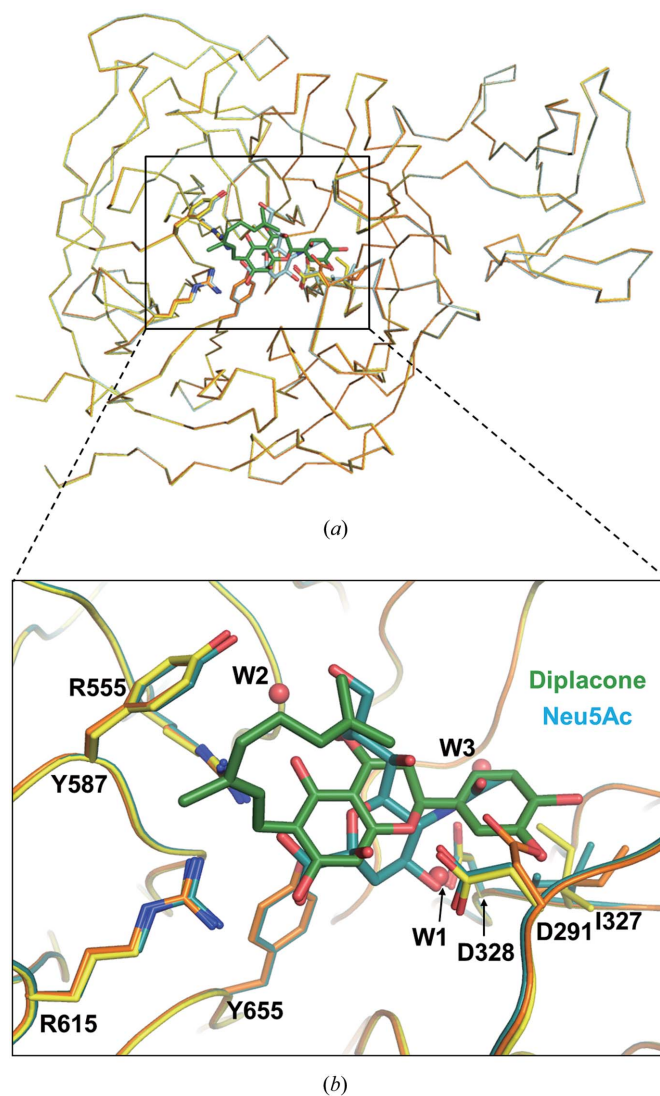 (a)
W2
R555
Diplacone
Neu5Ac
W3
Y587
W1
D328
D291
I327
R615
Y655
(b)